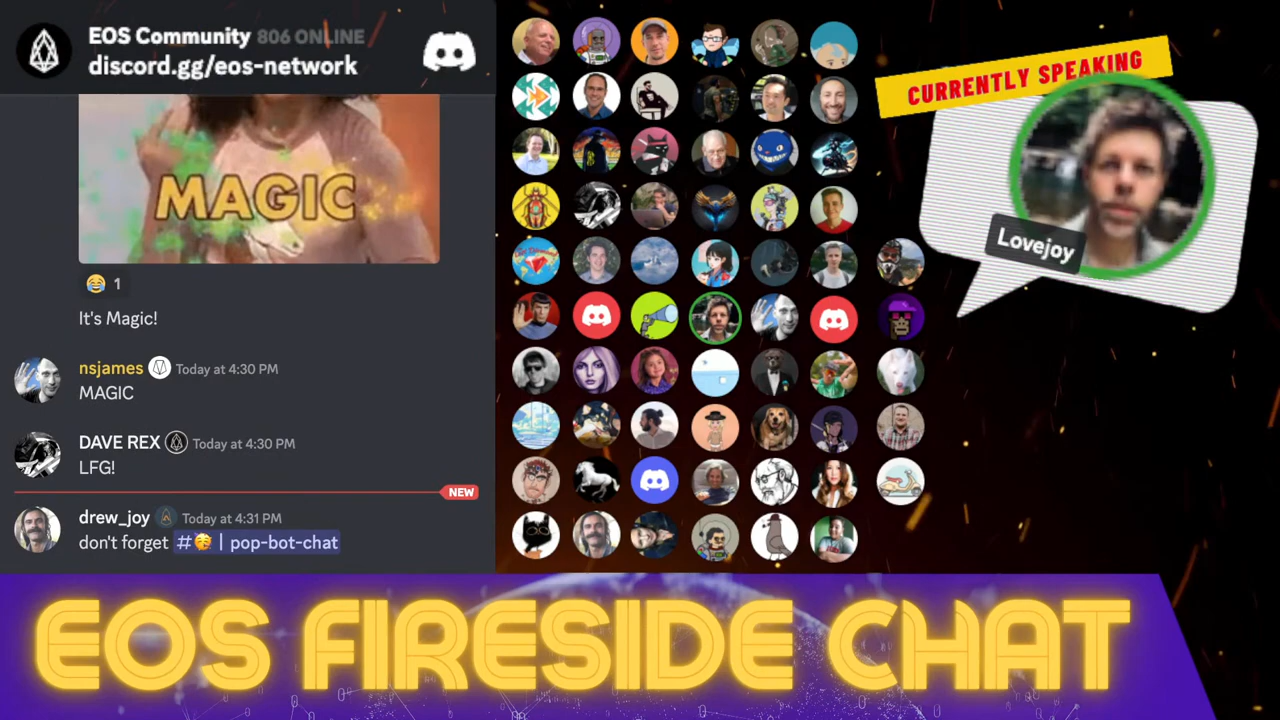 EOS Community 806 ONLINE
discord.gg/eos-network
MAGIC
😂 1
It's Magic!
nsjames Today at 4:30 PM
MAGIC
DAVE REX Today at 4:30 PM
LFG!
NEW
drew_joy Today at 4:31 PM
don't forget #🥳 | pop-bot-chat
CURRENTLY SPEAKING
Lovejoy
EOS FIRESIDE CHAT